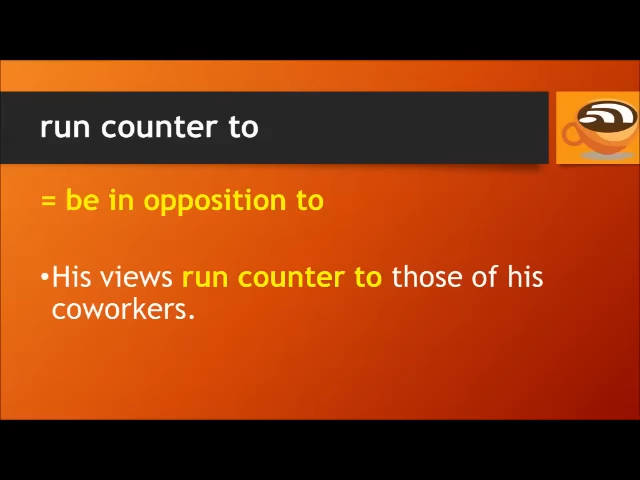 run counter to
= be in opposition to
•His views run counter to those of his
coworkers.